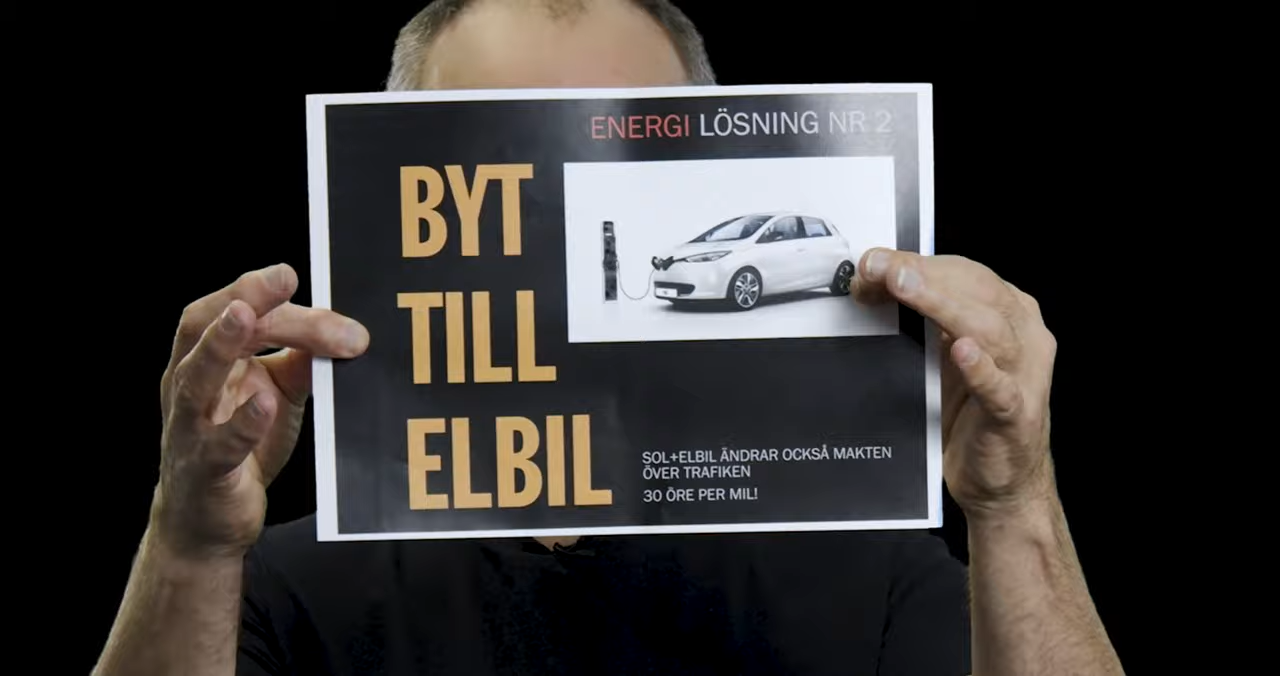 ENERGI LÖSNING NR 2
BYT
TILL
ELBIL
SOL+ELBIL ÄNDRAR OCKSÅ MAKTEN
ÖVER TRAFIKEN
30 ÖRE PER MIL!